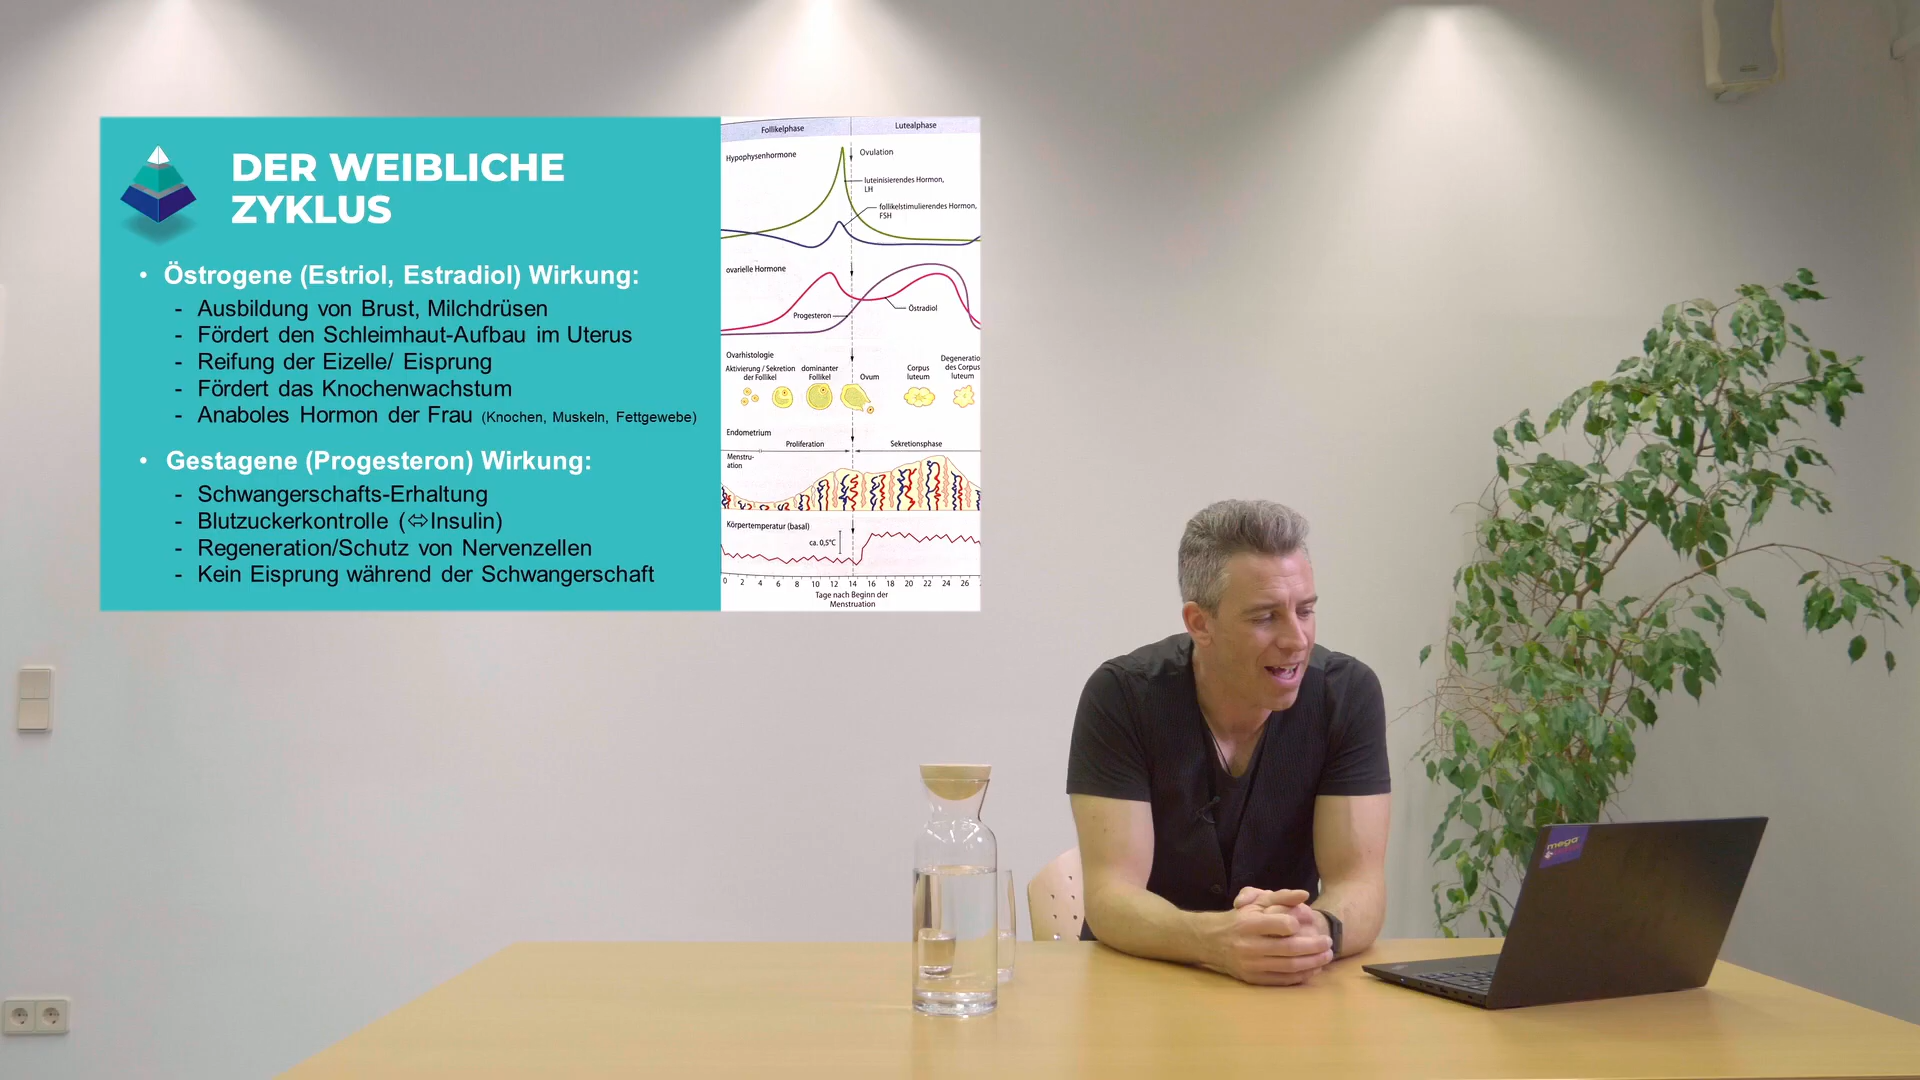 DER WEIBLICHE
ZYKLUS
• Östrogene (Estriol, Estradiol) Wirkung:
- Ausbildung von Brust, Milchdrüsen
- Fördert den Schleimhaut-Aufbau im Uterus
- Reifung der Eizelle/ Eisprung
- Fördert das Knochenwachstum
- Anaboles Hormon der Frau (Knochen, Muskeln, Fettgewebe)
• Gestagene (Progesteron) Wirkung:
- Schwangerschafts-Erhaltung
- Blutzuckerkontrolle (⇔Insulin)
- Regeneration/Schutz von Nervenzellen
- Kein Eisprung während der Schwangerschaft
Follikelphase Lutealphase
Hypophysenhormone
Ovulation
luteinisierendes Hormon,
LH
follikelstimulierendes Hormon,
FSH
ovarielle Hormone
Progesteron
Östradiol
Ovarhistologie
Aktivierung / Sekretion
der Follikel
dominanter
Follikel
Ovum
Corpus
luteum
Degeneratio
des Corpus
luteum
Endometrium
Proliferation Sekretionsphase
Menstru-
ation
Körpertemperatur (basal)
ca. 0,5°C
0 2 4 6 8 10 12 14 16 18 20 22 24 26
Tage nach Beginn der
Menstruation
mega